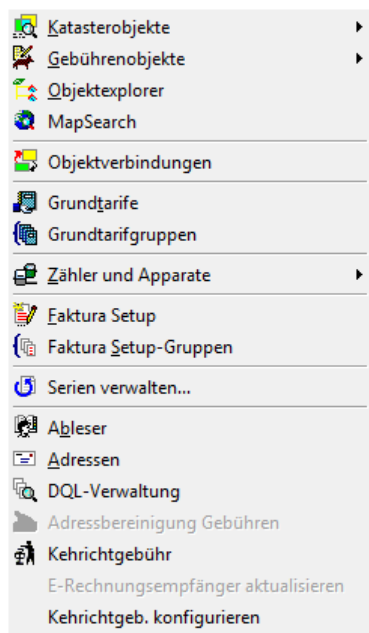 Katasterobjekte
Gebührenobjekte
Objektexplorer
MapSearch
Objektverbindungen
Grundtarife
Grundtarifgruppen
Zähler und Apparate
Faktura Setup
Faktura Setup-Gruppen
Serien verwalten...
Ableser
Adressen
DQL-Verwaltung
Adressbereinigung Gebühren
Kehrichtgebühr
E-Rechnungsempfänger aktualisieren
Kehrichtgeb. konfigurieren